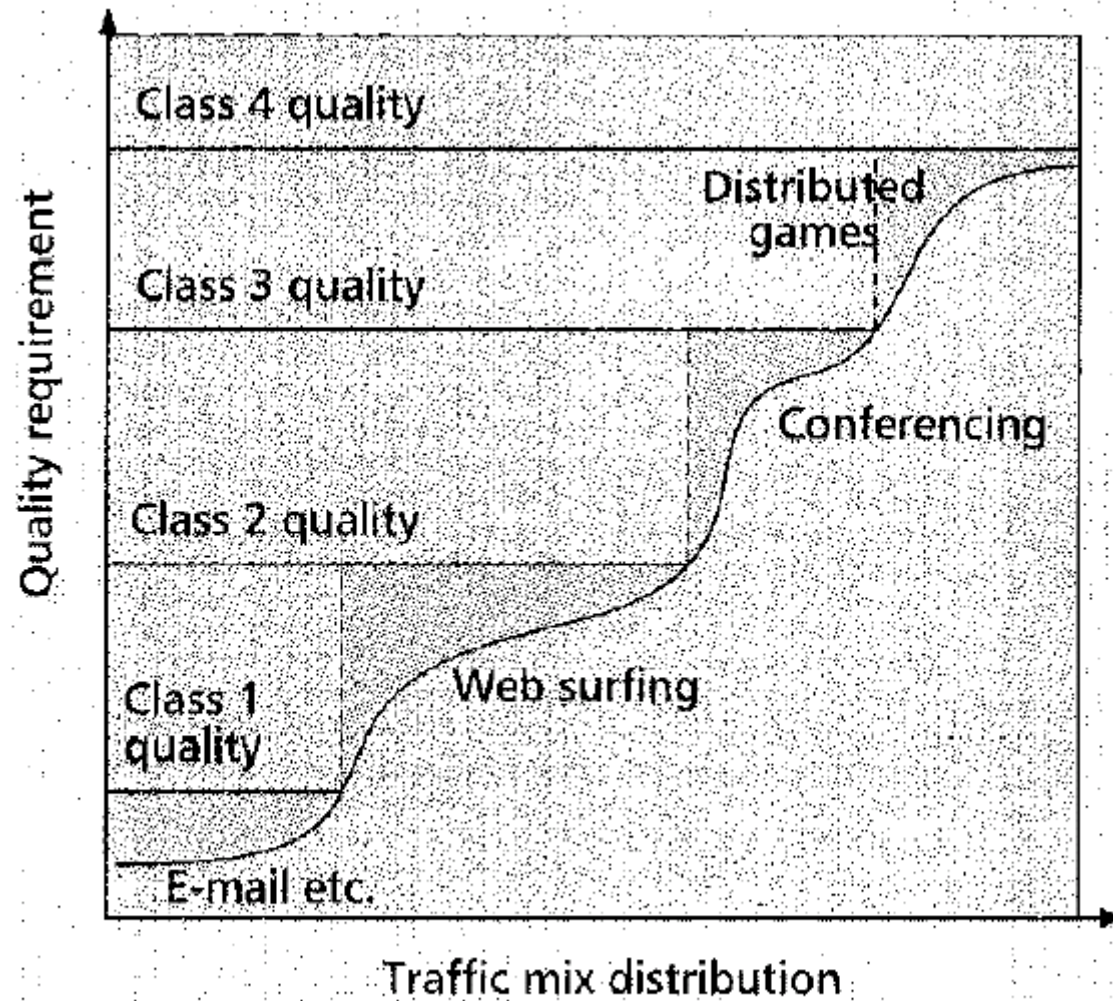 Class 4 quality
Distributed
games
Class 3 quality
Conferencing
Class 2 quality
Web surfing
Class 1
quality
E-mail etc.
Quality requirement
Traffic mix distribution